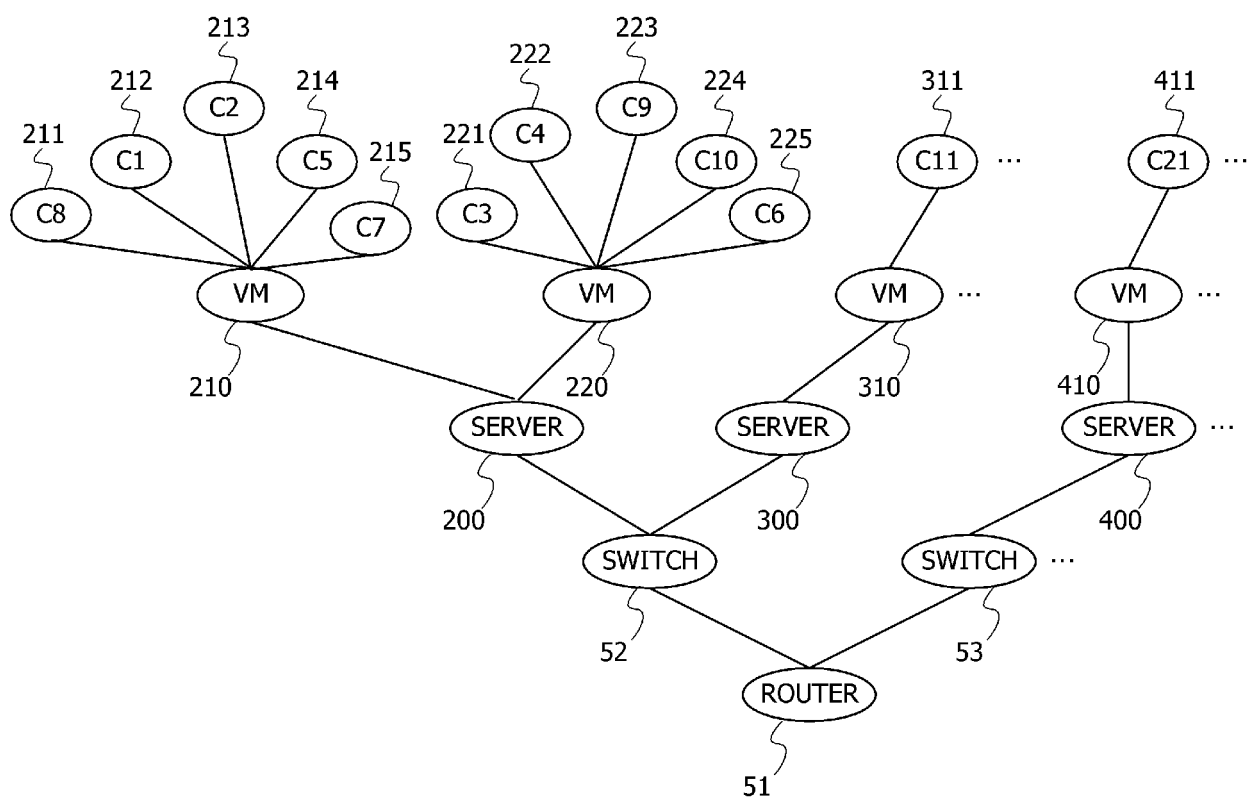 213
223
212
214
222
224
311
411
C2
C9
211
215
221
225
C1
C5
C4
C10
C11 ...
C21 ...
C8
C7
C3
C6
VM
VM
VM ...
VM ...
210
220
310
410
SERVER
SERVER
SERVER ...
200
300
400
SWITCH
SWITCH ...
52
53
ROUTER
51